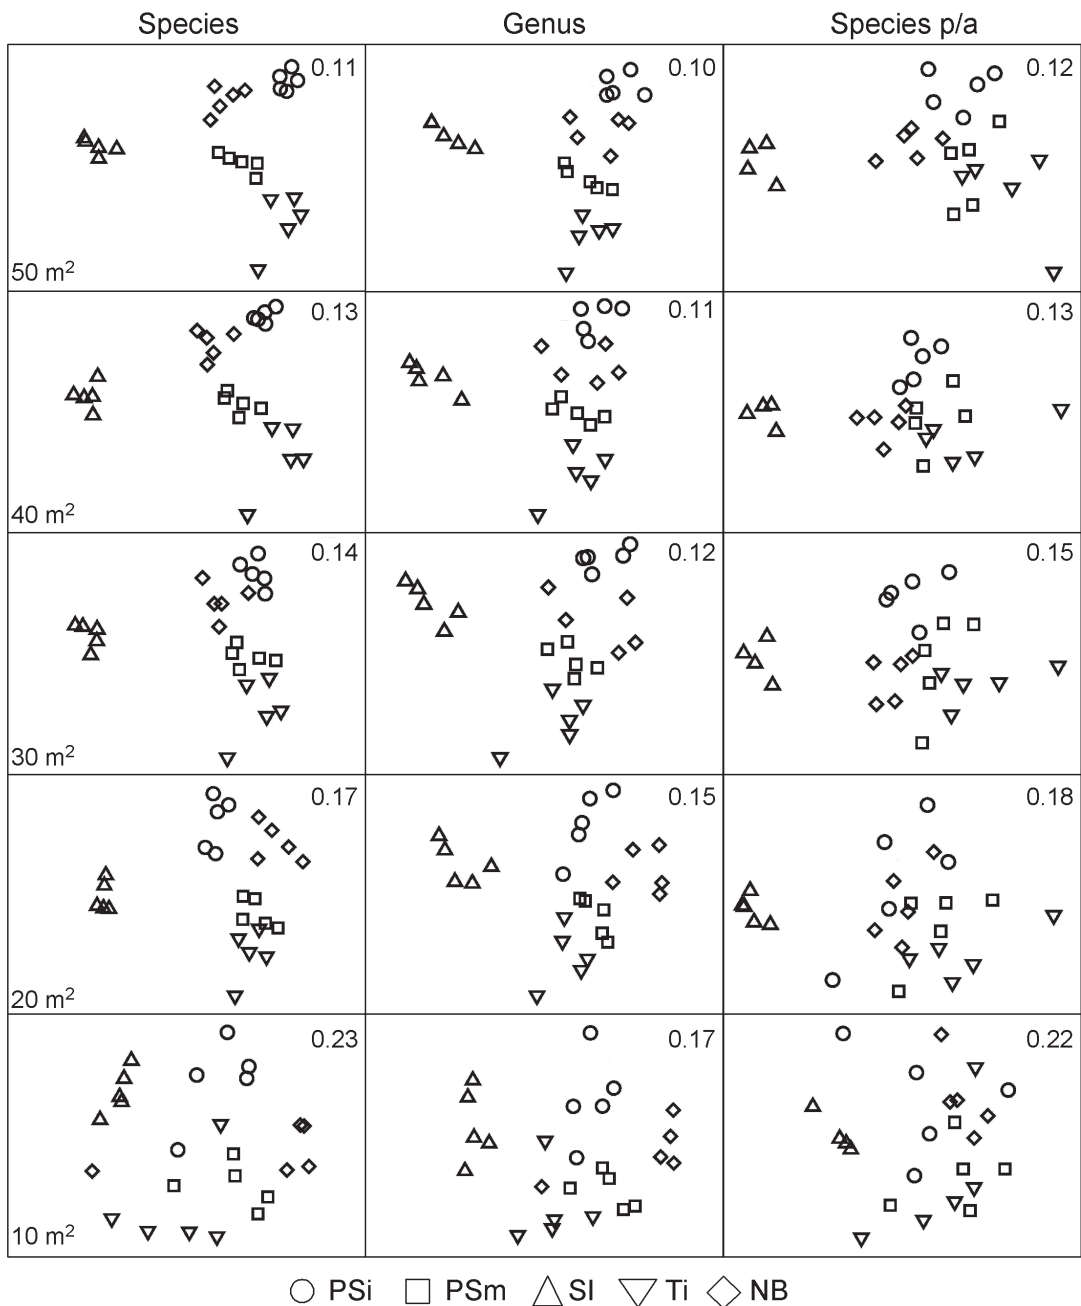 Species Genus Species p/a
0.11 0.10 0.12
50 m²
0.13 0.11 0.13
40 m²
0.14 0.12 0.15
30 m²
0.17 0.15 0.18
20 m²
0.23 0.17 0.22
10 m²
PSi PSm SI Ti NB